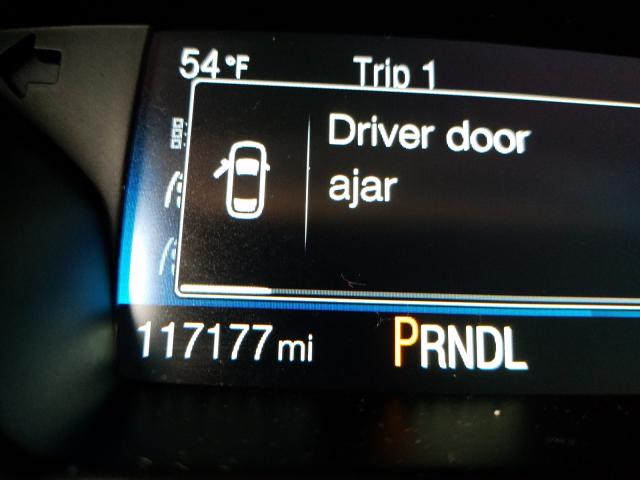 54°F Trip 1
Driver door
ajar
117177 mi PRNDL